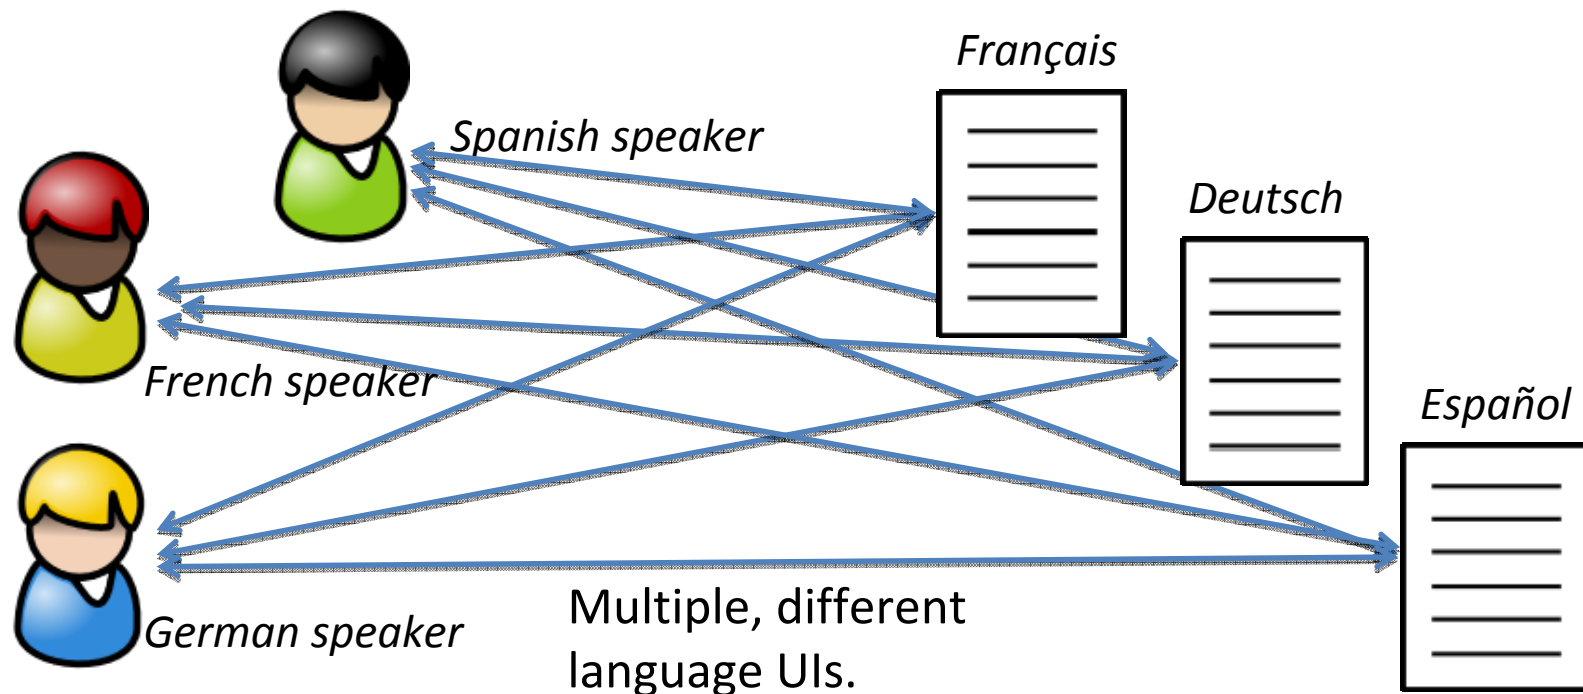 Français
Spanish speaker
Deutsch
French speaker
Español
German speaker
Multiple, different
language UIs.